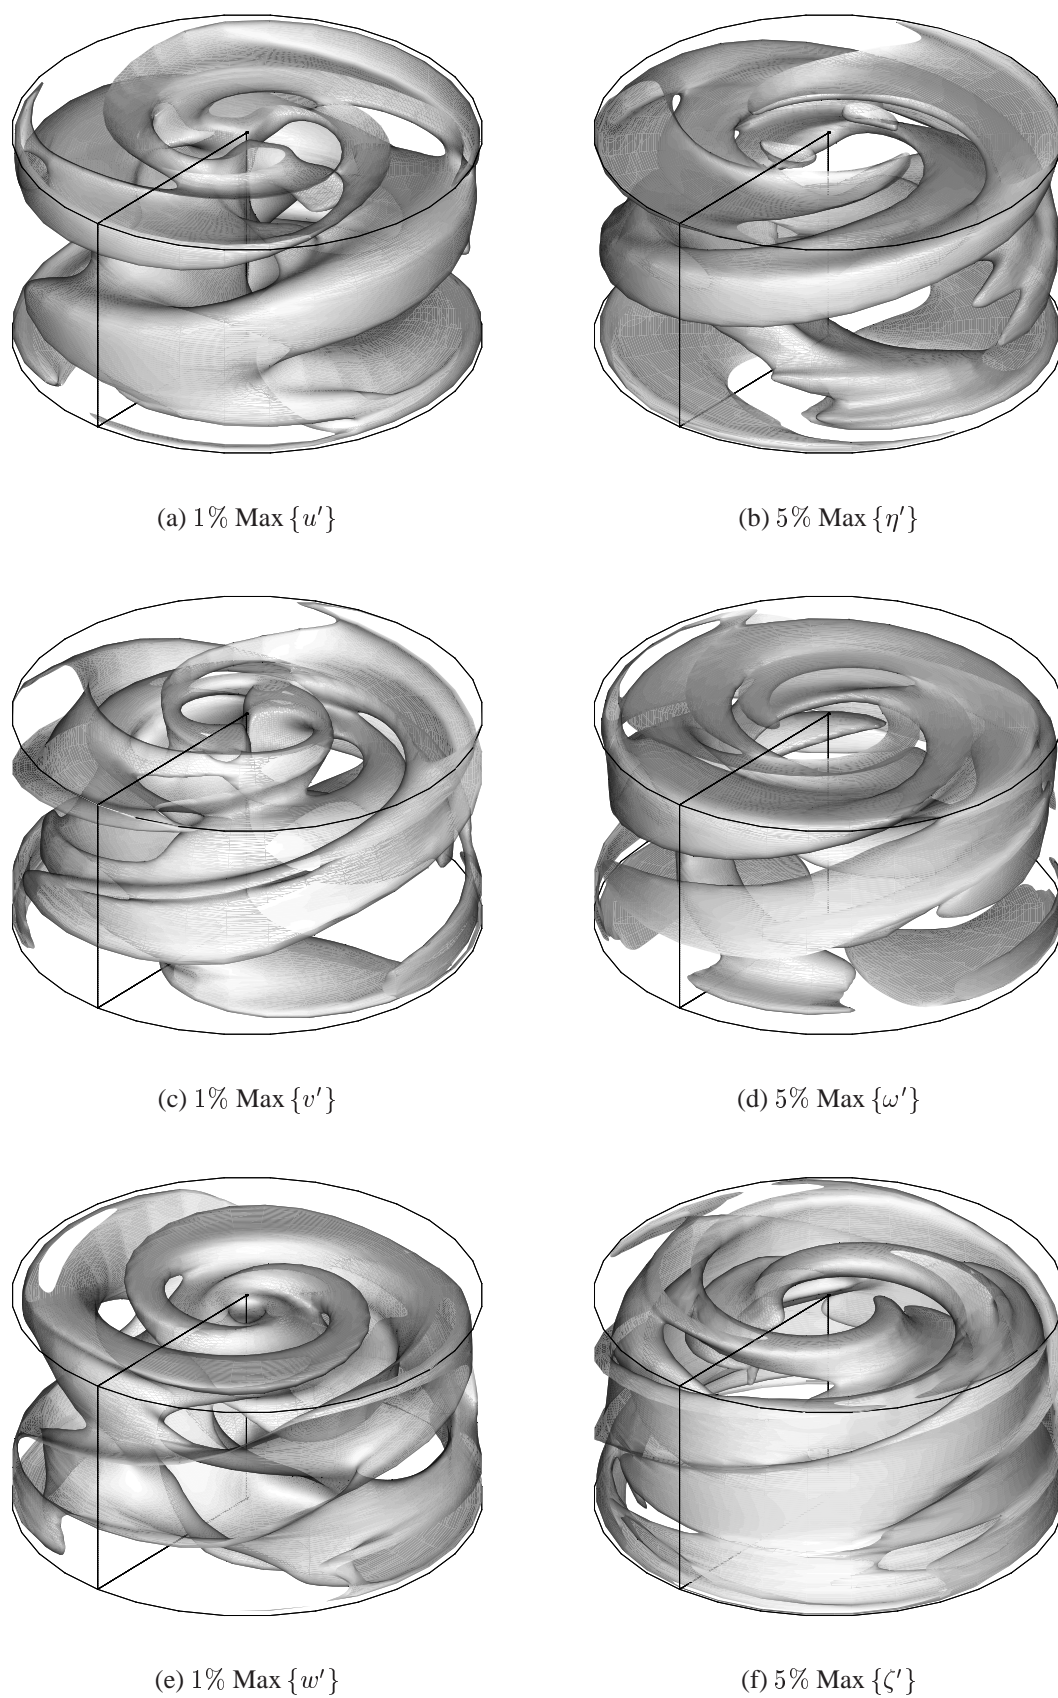 (a) 1% Max {u′}
(b) 5% Max {η′}
(c) 1% Max {v′}
(d) 5% Max {ω′}
(e) 1% Max {w′}
(f) 5% Max {ζ′}